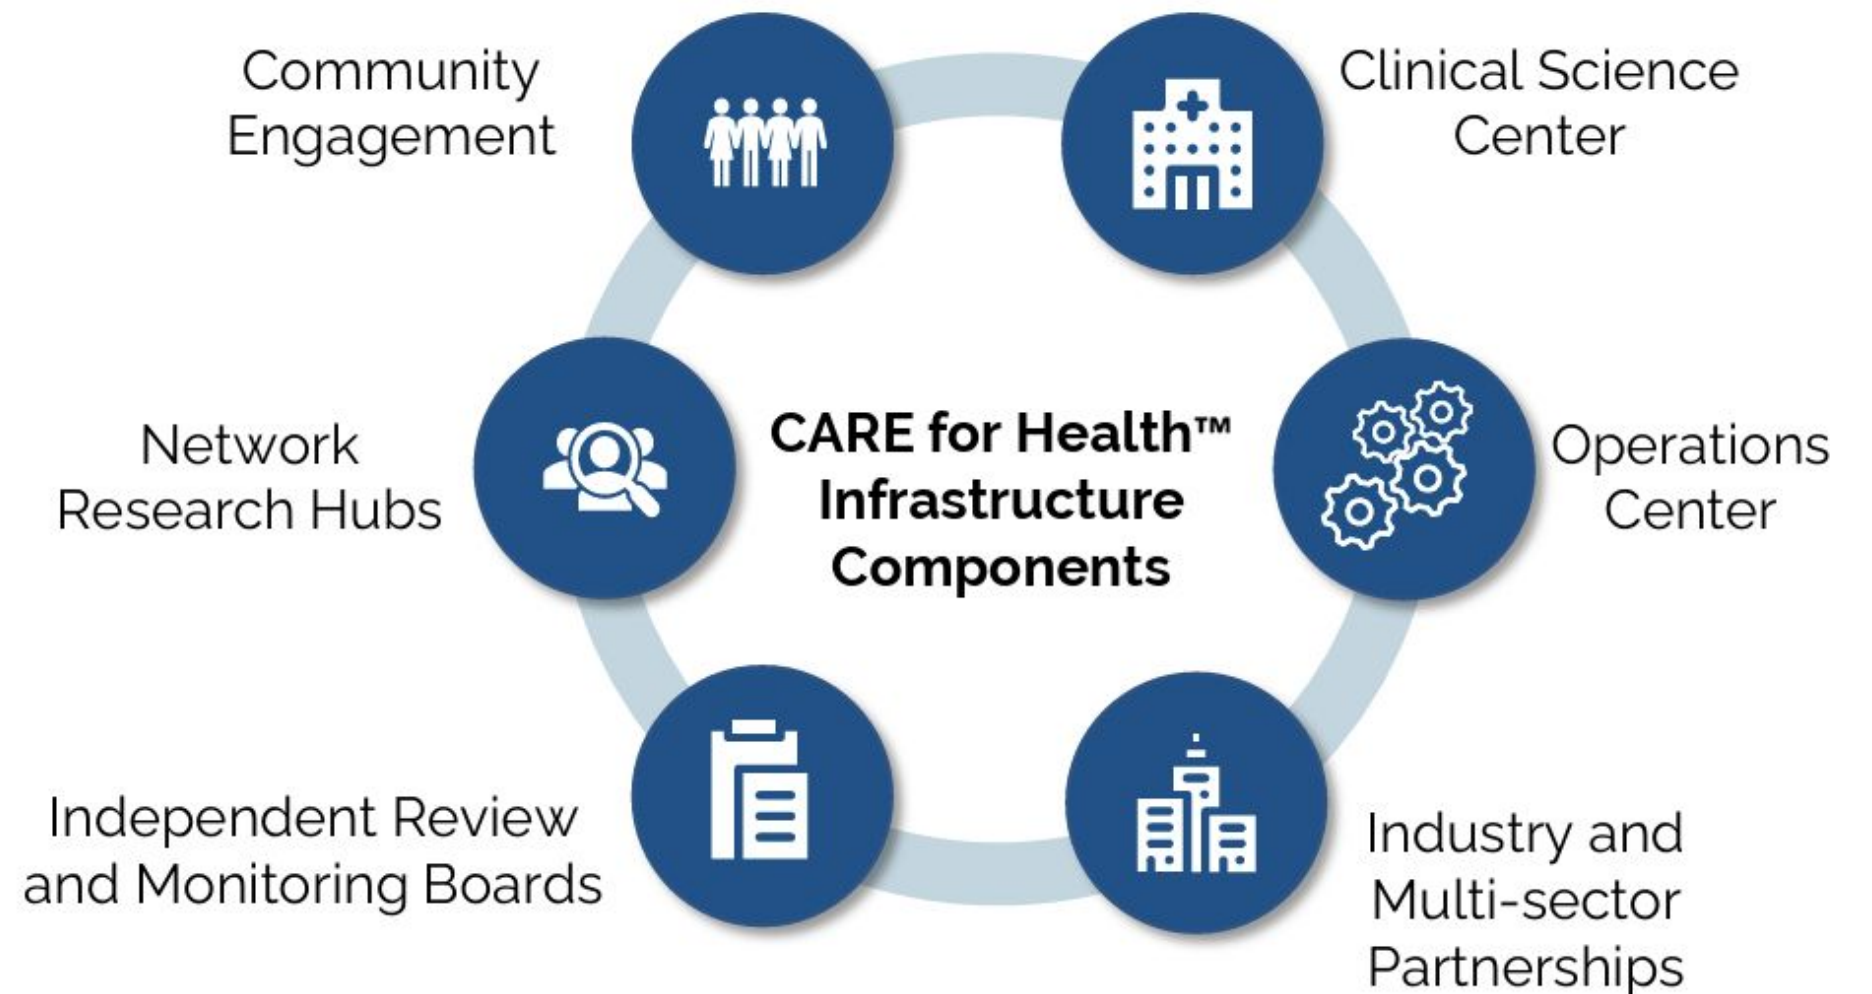 Community
Engagement
Clinical Science
Center
Network
Research Hubs
CARE for Health™
Infrastructure
Components
Operations
Center
Independent Review
and Monitoring Boards
Industry and
Multi-sector
Partnerships